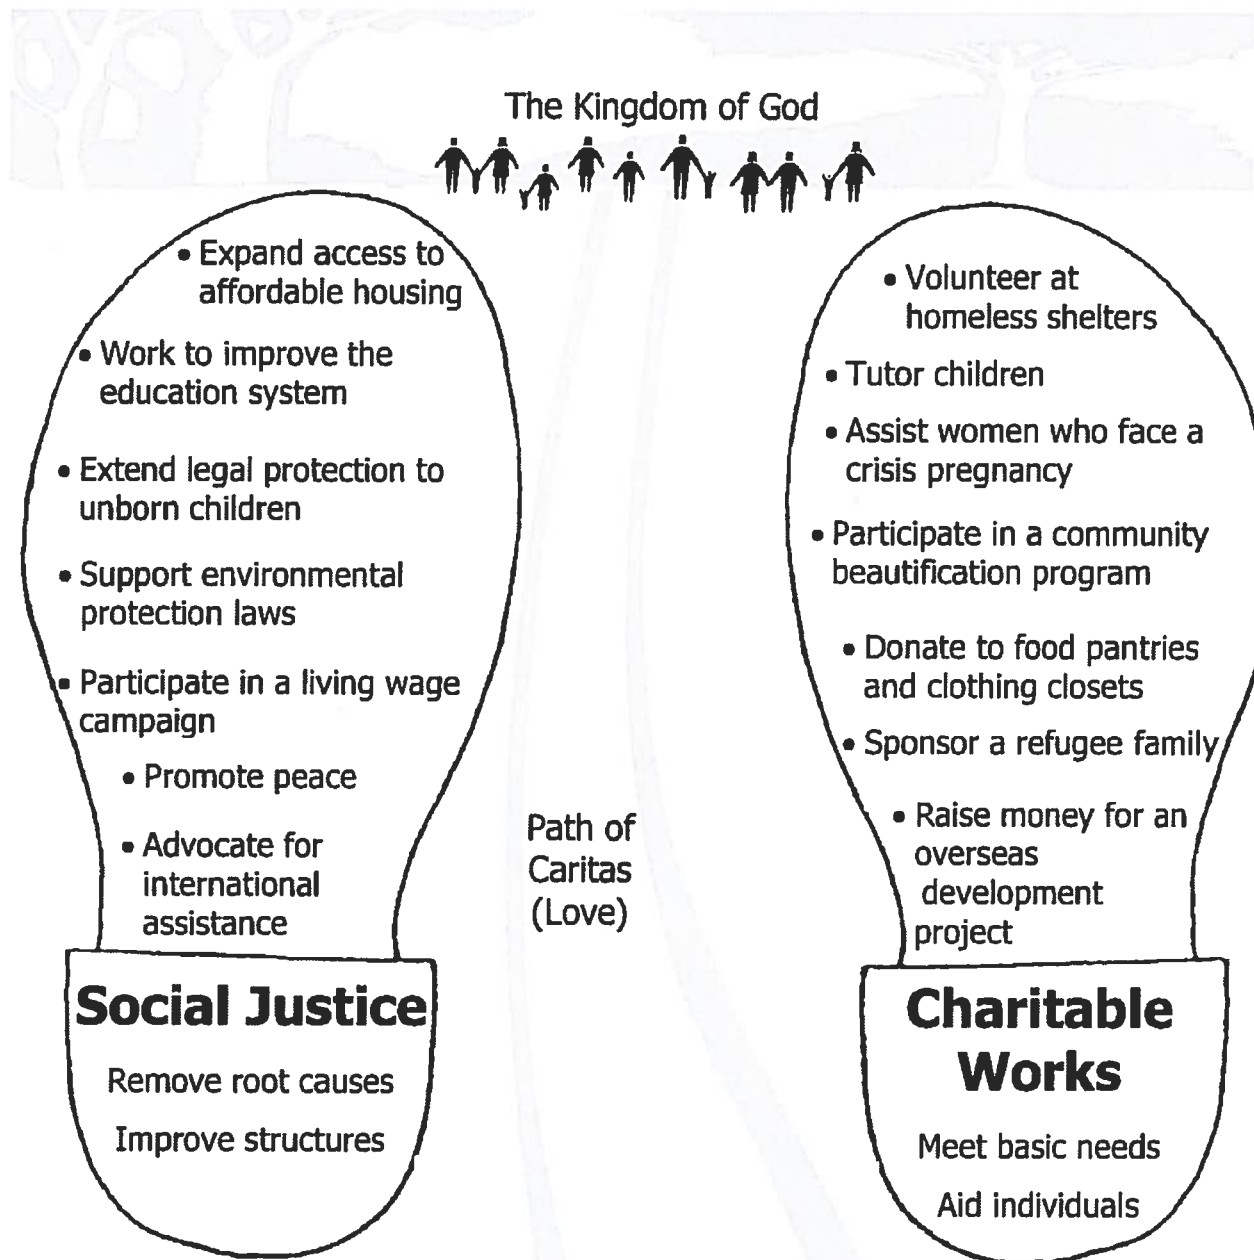 The Kingdom of God
• Expand access to
affordable housing
• Work to improve the
education system
• Extend legal protection to
unborn children
• Support environmental
protection laws
• Participate in a living wage
campaign
• Promote peace
• Advocate for
international
assistance
Social Justice
Remove root causes
Improve structures
Path of
Caritas
(Love)
• Volunteer at
homeless shelters
• Tutor children
• Assist women who face a
crisis pregnancy
• Participate in a community
beautification program
• Donate to food pantries
and clothing closets
• Sponsor a refugee family
• Raise money for an
overseas
development
project
Charitable
Works
Meet basic needs
Aid individuals